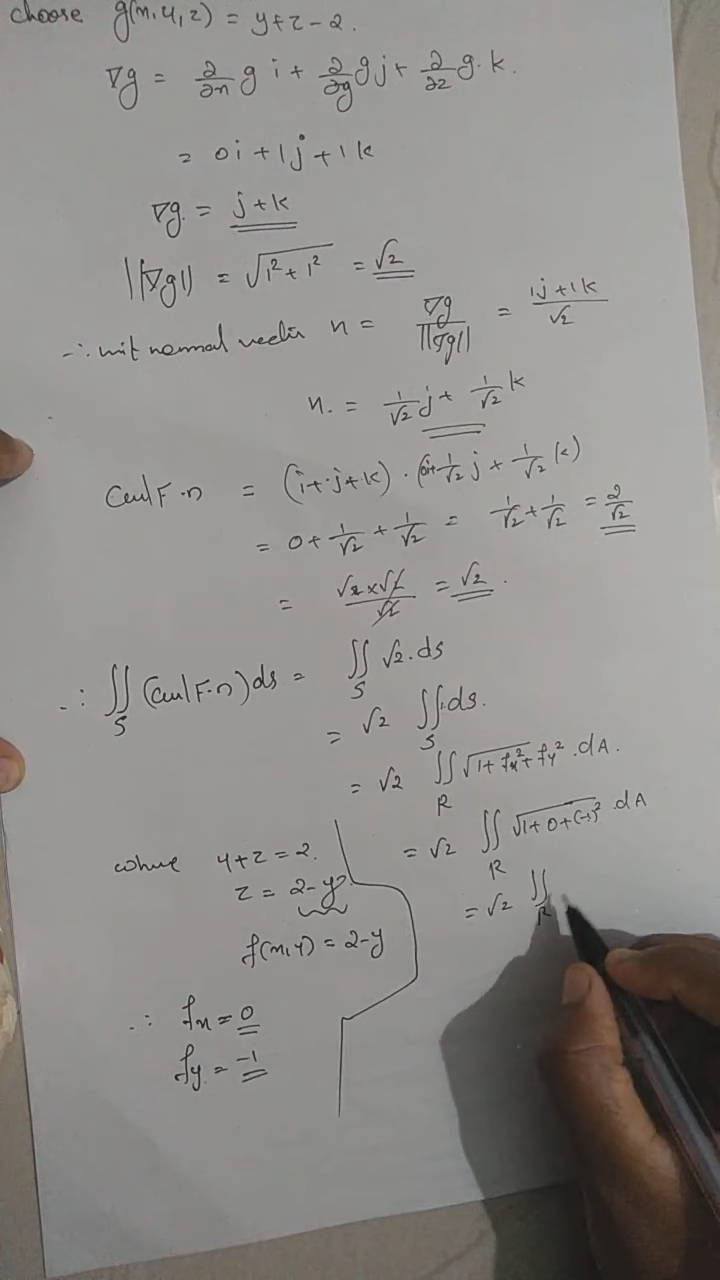 choose g(x,y,z) = y+z-2.
∇g = ∂/∂x g i + ∂/∂y g j + ∂/∂z g. k.
= 0i + 1j + 1k
∇g. = j+k
||∇g|| = √(1²+1²) = √2
∴ unit normal vector n = ∇g/||∇g|| = (1j+1k)/√2
n. = 1/√2 j + 1/√2 k
Curl F·n = (i+j+k) · (0i+1/√2 j + 1/√2 k)
= 0 + 1/√2 + 1/√2 = 1/√2 + 1/√2 = 2/√2
= (√2×√2)/√2 = √2.
∴ ∬S (curl F·n) ds = ∬S √2. ds
= √2 ∬S 1. ds.
= √2 ∬R √(1+fx²+fy²) .dA.
= √2 ∬R √(1+0+(-1)²) .dA
= √2 ∬R
where y+z=2.
z = 2-y
f(x,y) = 2-y
∴ fx = 0
fy = -1